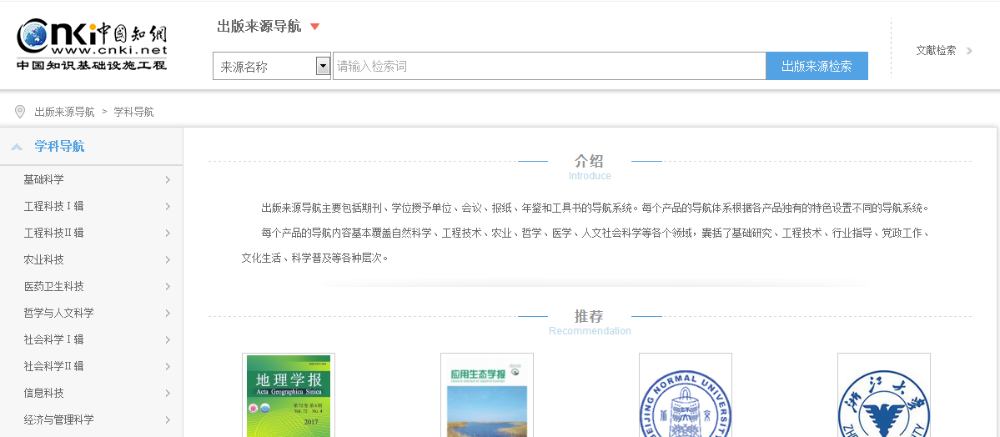 cnki中国知網
www.cnki.net
中国知识基础设施工程
出版来源导航
来源名称
请输入检索词
出版来源检索
文献检索
出版来源导航 > 学科导航
学科导航
基础科学
工程科技Ⅰ辑
工程科技Ⅱ辑
农业科技
医药卫生科技
哲学与人文科学
社会科学Ⅰ辑
社会科学Ⅱ辑
信息科技
经济与管理科学
介绍
Introduce
出版来源导航主要包括期刊、学位授予单位、会议、报纸、年鉴和工具书的导航系统。每个产品的导航体系根据各产品独有的特色设置不同的导航系统。
每个产品的导航内容基本覆盖自然科学、工程技术、农业、哲学、医学、人文社会科学等各个领域，囊括了基础研究、工程技术、行业指导、党政工作、
文化生活、科学普及等各种层次。
推荐
Recommendation
地理学报
Acta Geographica Sinica
第72卷 第4期
Vol. 72 No. 4
2017
应用生态学报
BEIJING NORMAL UNIVERSITY
浙江大学